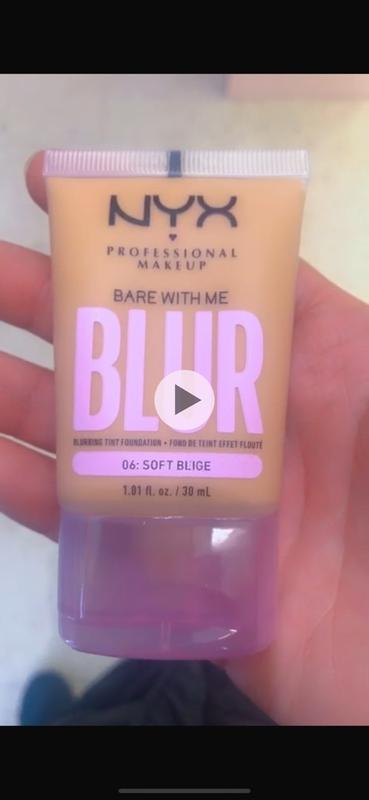 NYX
PROFESSIONAL
MAKEUP
BARE WITH ME
BLUR
BLURRING TINT FOUNDATION • FOND DE TEINT EFFET FLOUTÉ
06: SOFT BEIGE
1.01 fl. oz. / 30 mL